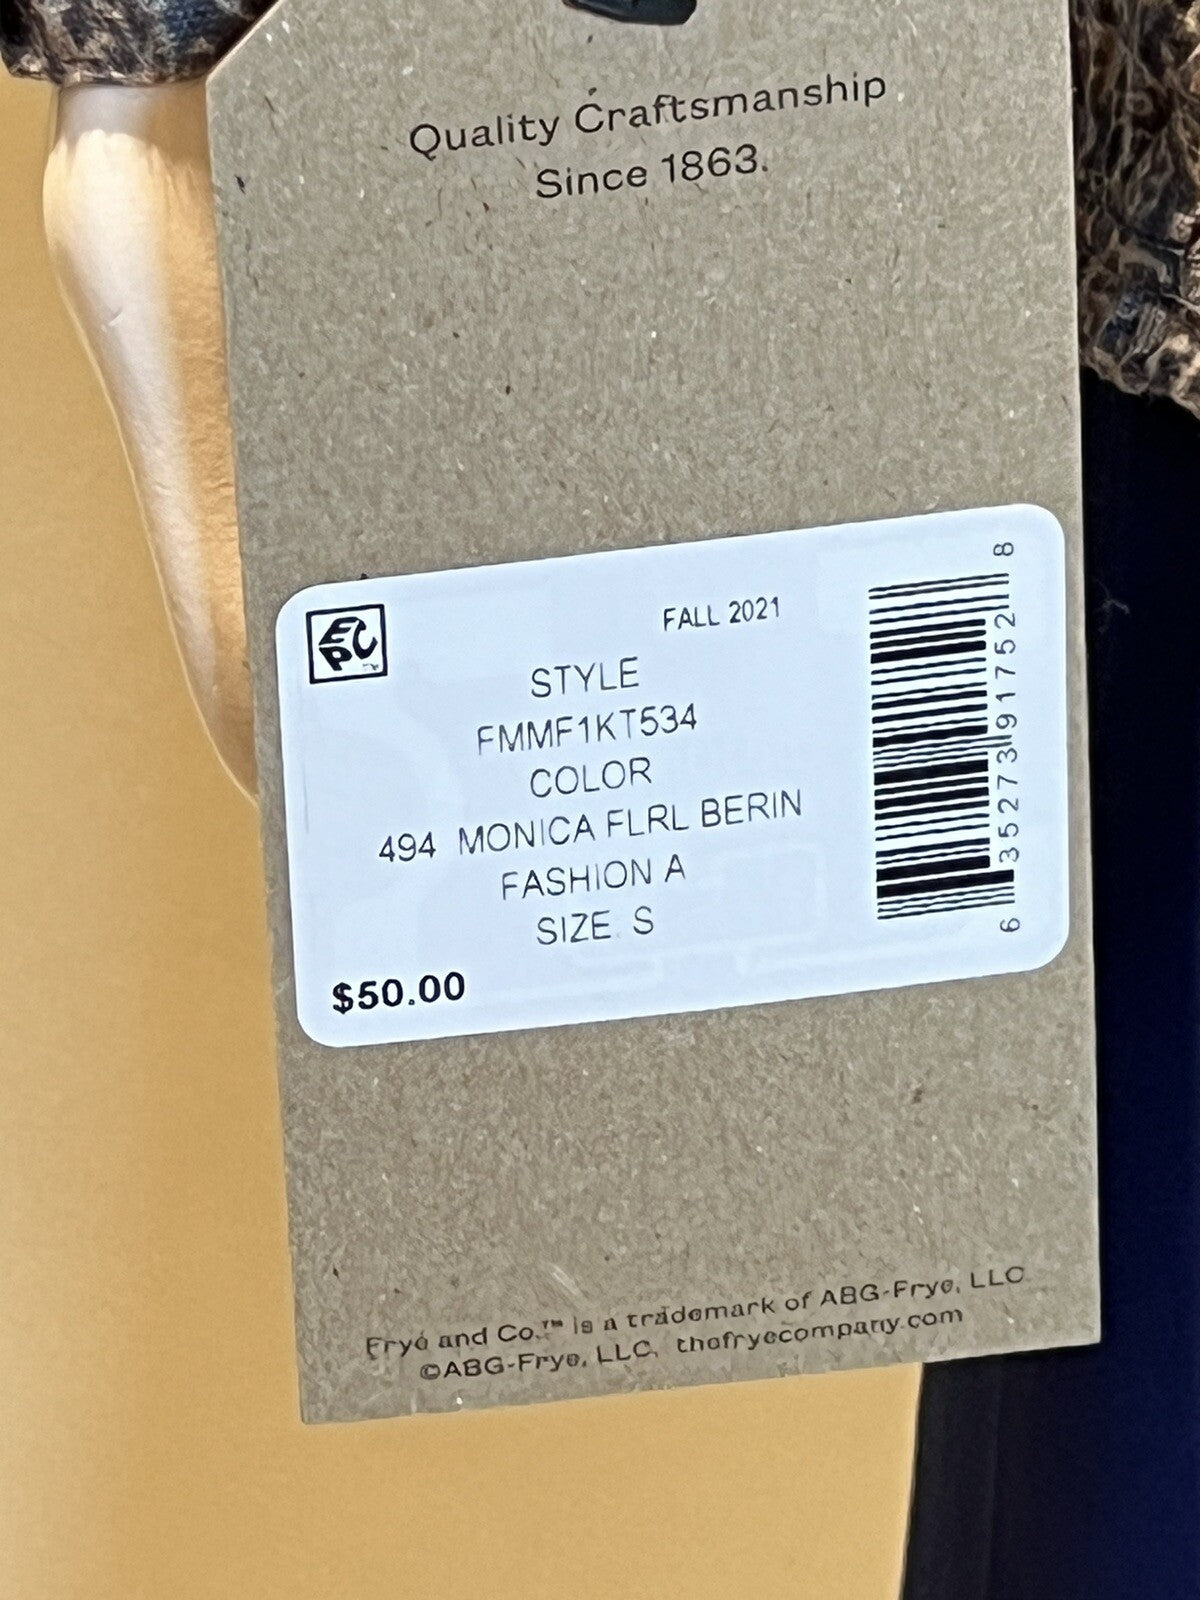 Quality Craftsmanship
Since 1863.
EPC
FALL 2021
STYLE
FMMF1KT534
COLOR
494 MONICA FLRL BERIN
FASHION A
SIZE S
$50.00
6 35273 91752 8
Frye and Co.™ is a trademark of ABG-Frye, LLC
©ABG-Frye, LLC, thefryecompany.com